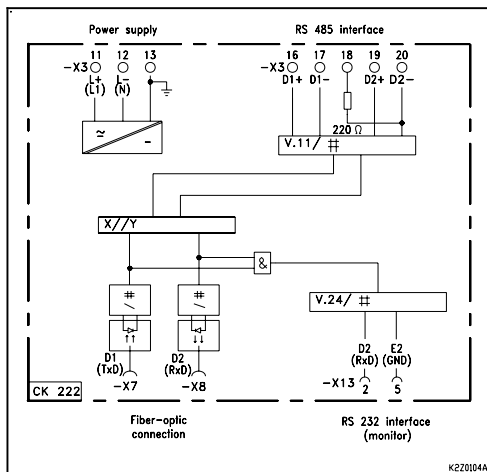 Power supply
RS 485 interface
11 12 13
16 17 18 19 20
-X3
L+ L-
(L1) (N)
-X3
D1+ D1- D2+ D2-
≃
-
220 Ω
V.11/ #
X//Y
&
# /
# /
V.24/ #
↑↑
↓↓
D1
(TxD)
D2
(RxD)
D2
(RxD)
E2
(GND)
-X7
-X8
-X13
2 5
CK 222
Fiber-optic
connection
RS 232 interface
(monitor)
K2Z0104A